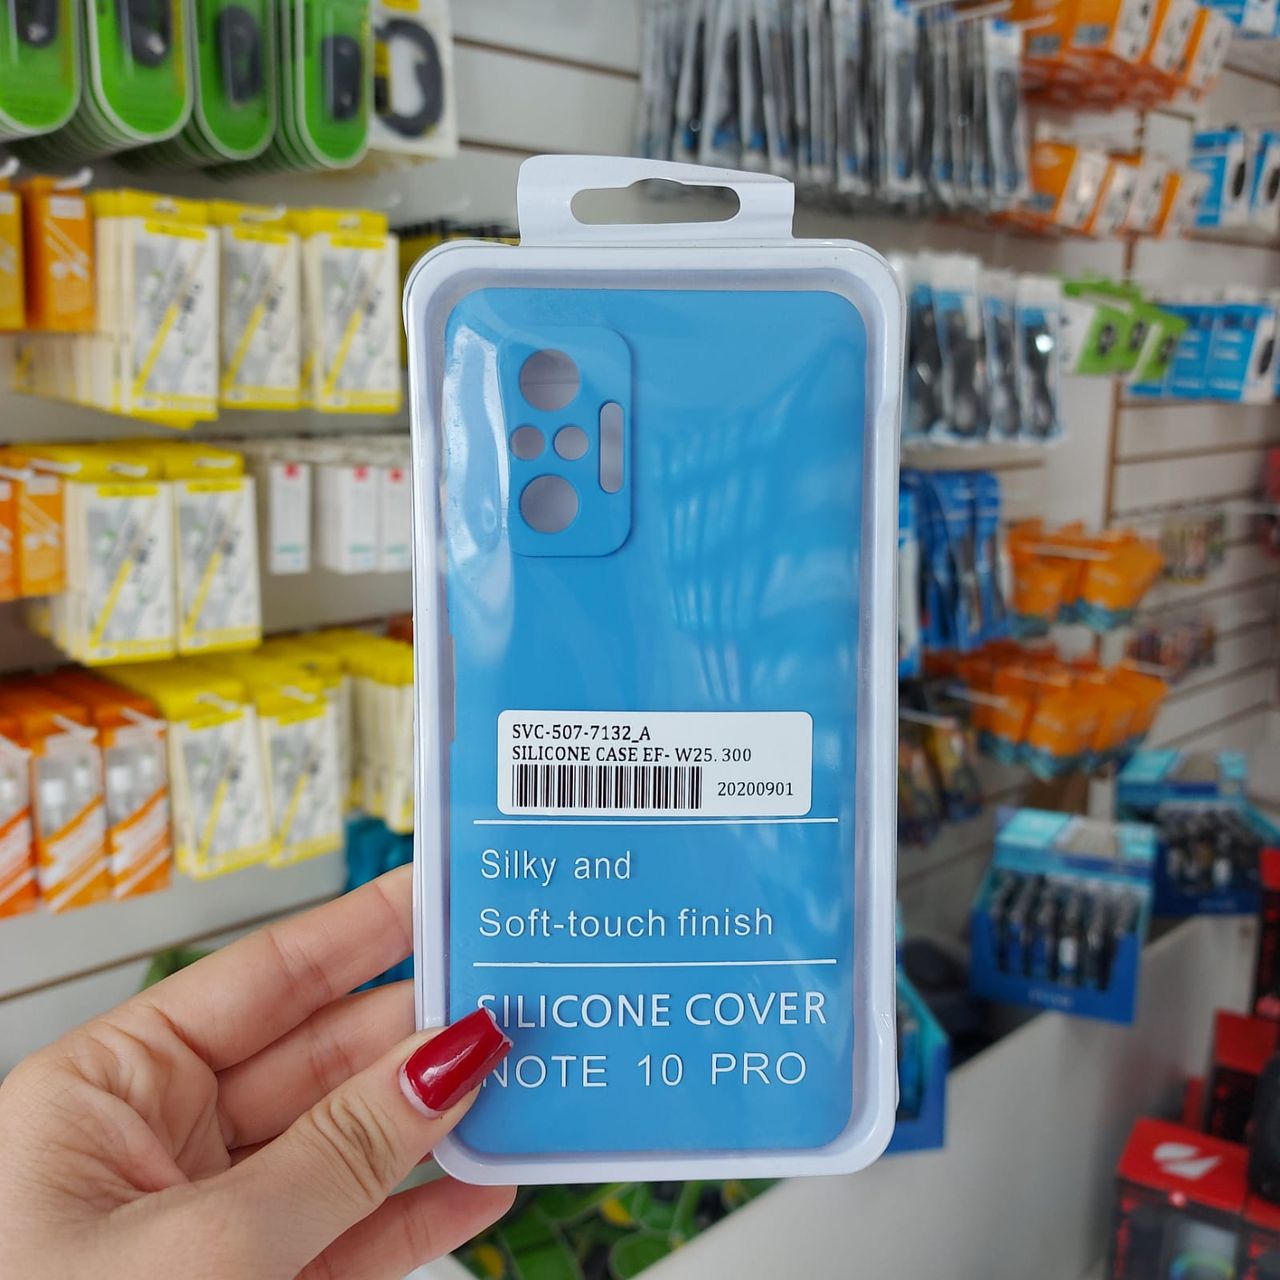 SVC-507-7132_A
SILICONE CASE EF- W25. 300
20200901
Silky and
Soft-touch finish
SILICONE COVER
NOTE 10 PRO